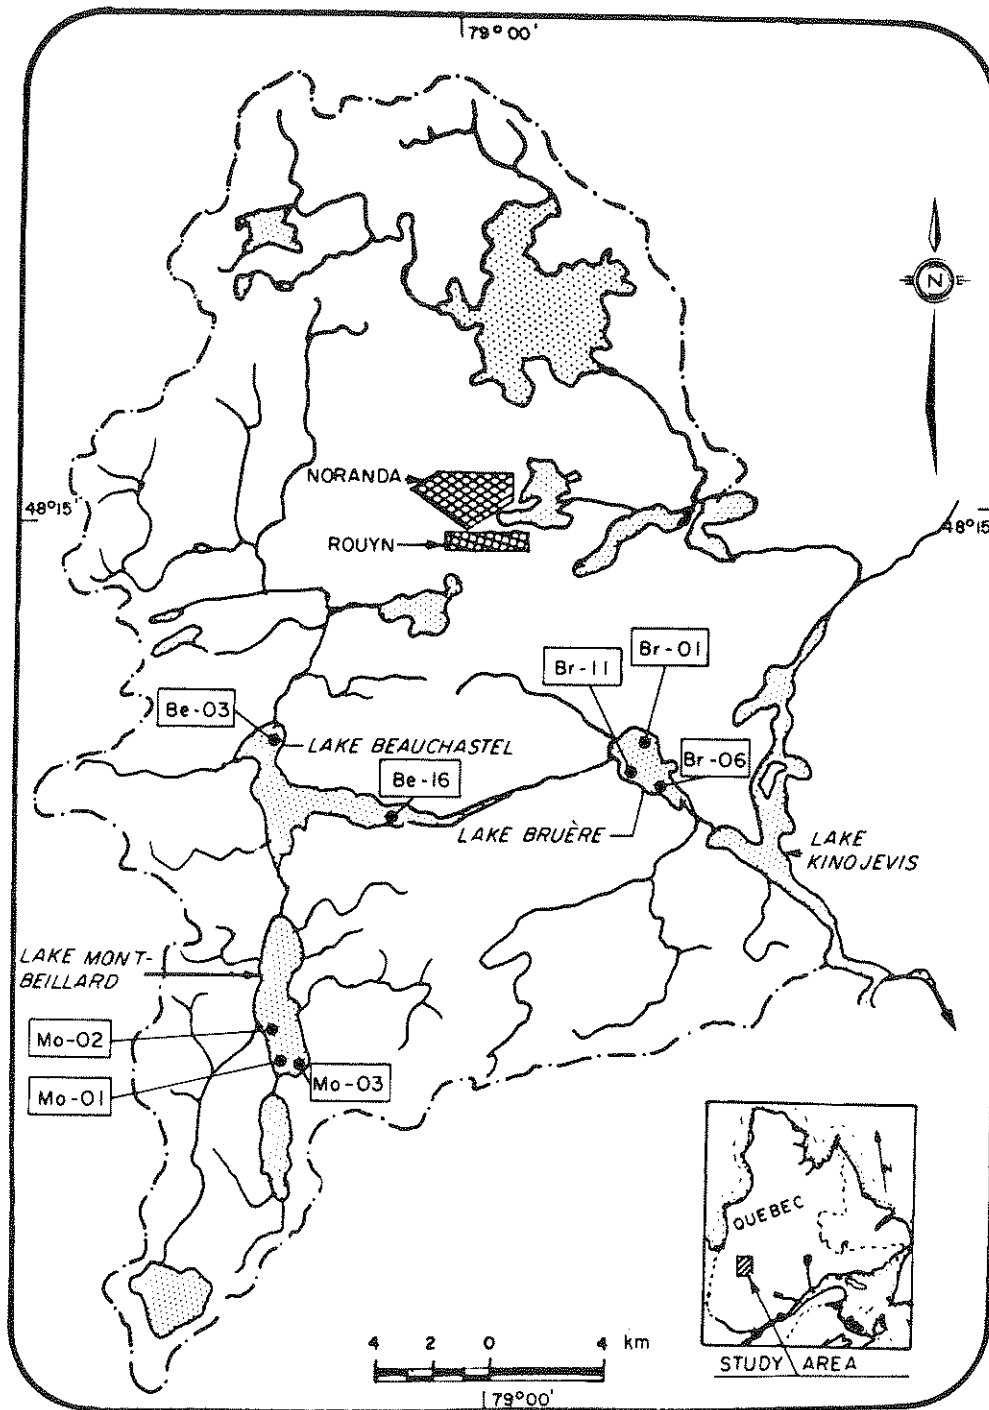 79°00'
N
NORANDA
48°15'
48°15'
ROUYN
Br-01
Br-11
Be-03
LAKE BEAUCHASTEL
Br-06
Be-16
LAKE BRUÈRE
LAKE
KINOJEVIS
LAKE MONT-
BEILLARD
Mo-02
Mo-03
Mo-01
N
QUEBEC
4 2 0 4 km
STUDY AREA
79°00'